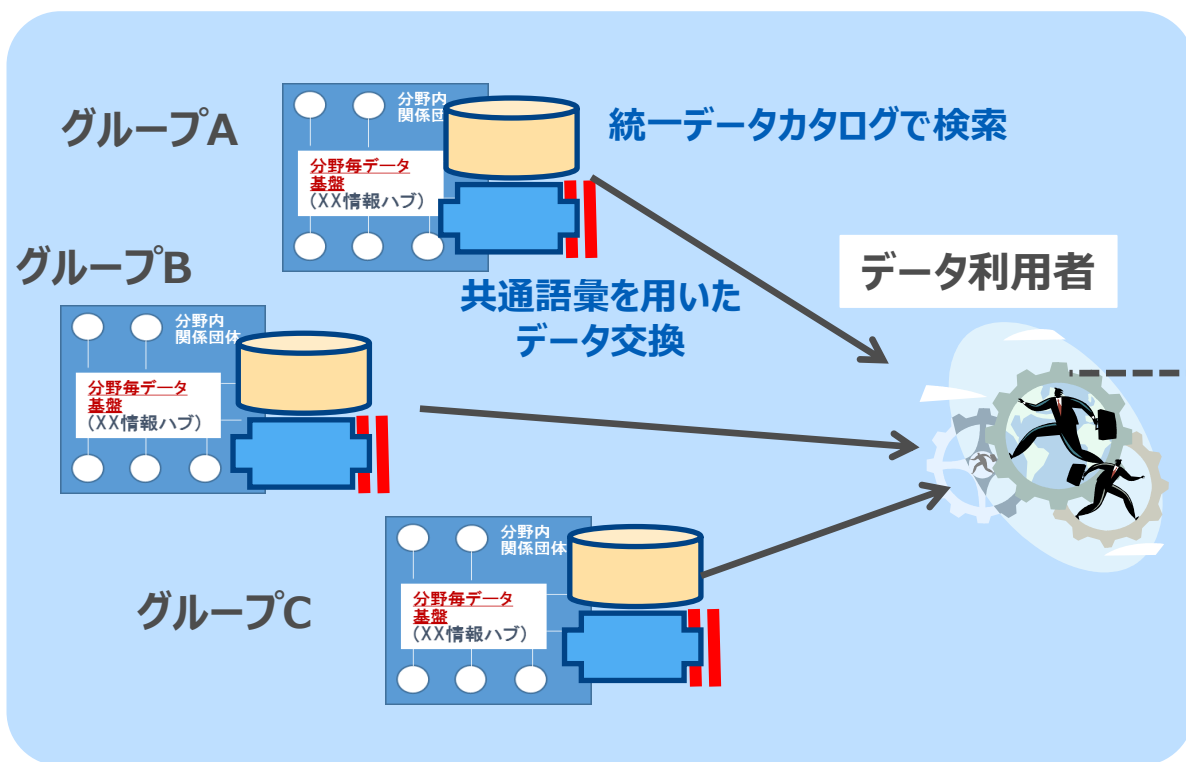 グループA
分野内
関係団
統一データカタログで検索
分野毎データ
基盤
（XX情報ハブ）
グループB
共通語彙を用いた
データ交換
データ利用者
分野内
関係団体
分野毎データ
基盤
（XX情報ハブ）
グループC
分野内
関係団体
分野毎データ
基盤
（XX情報ハブ）